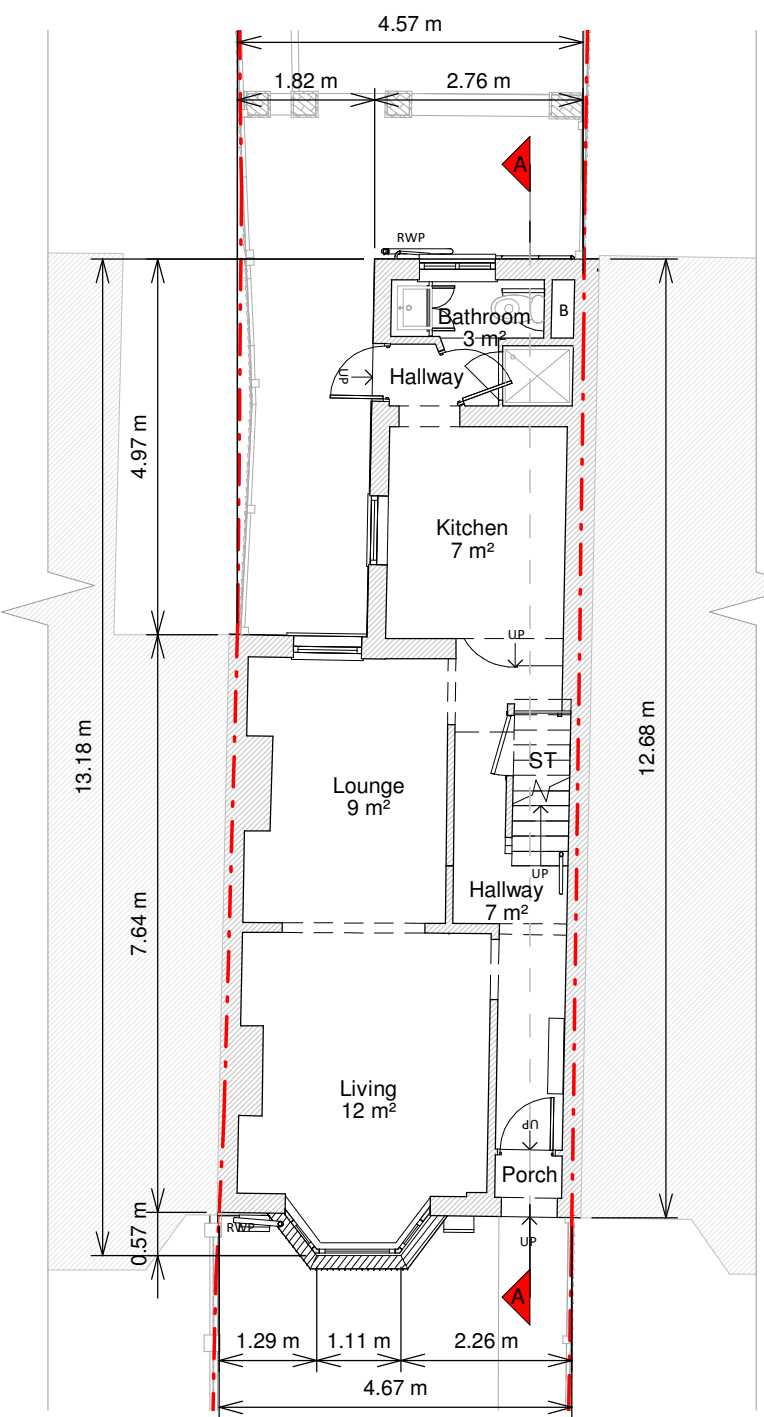 4.57 m
1.82 m
2.76 m
A
RWP
B
Bathroom
3 m²
UP
Hallway
4.97 m
Kitchen
7 m²
UP
13.18 m
12.68 m
ST
Lounge
9 m²
UP
Hallway
7 m²
7.64 m
Living
12 m²
UP
Porch
0.57 m
RWP
UP
A
1.29 m
1.11 m
2.26 m
4.67 m